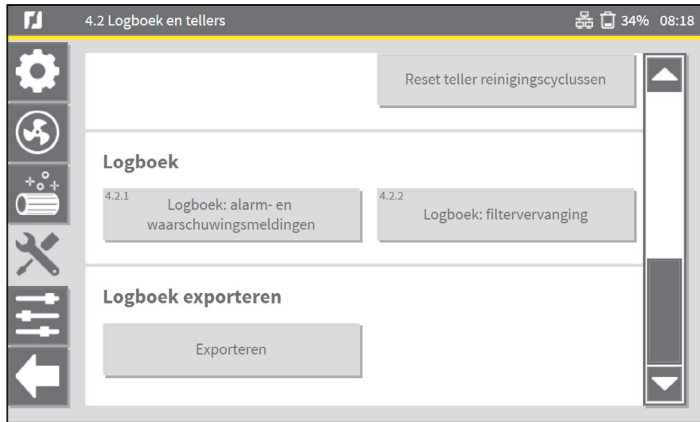 4.2 Logboek en tellers
34% 08:18
Reset teller reinigingscyclussen
Logboek
4.2.1
Logboek: alarm- en
waarschuwingsmeldingen
4.2.2
Logboek: filtervervanging
Logboek exporteren
Exporteren